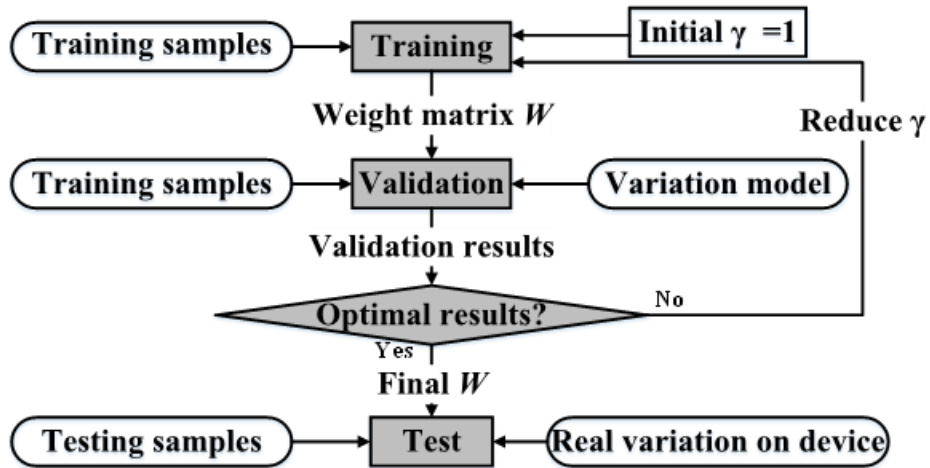 Training samples
Training
Initial γ =1
Weight matrix W
Reduce γ
Training samples
Validation
Variation model
Validation results
Optimal results?
No
Yes
Final W
Testing samples
Test
Real variation on device